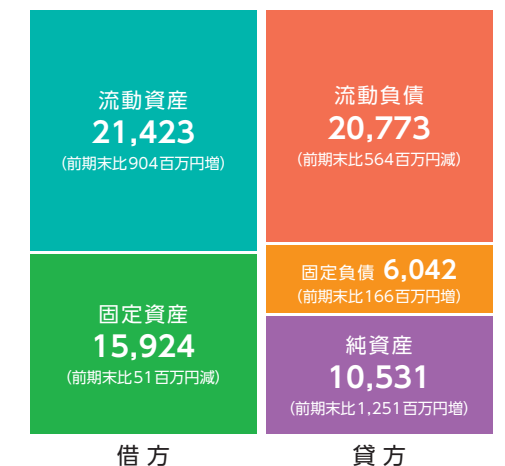 流動資産
21,423
(前期末比904百万円増)
固定資産
15,924
(前期末比51百万円減)
借方
流動負債
20,773
(前期末比564百万円減)
固定負債 6,042
(前期末比166百万円増)
純資産
10,531
(前期末比1,251百万円増)
貸方